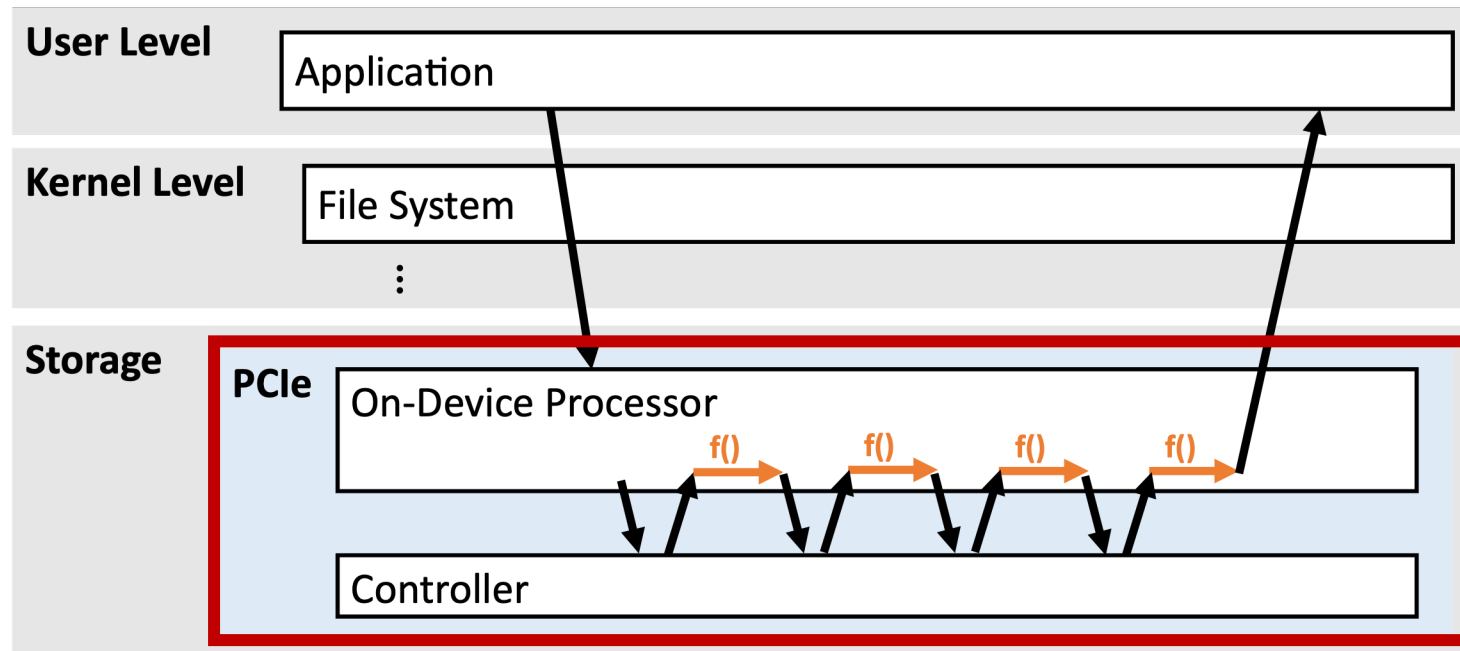 User Level
Application
Kernel Level
File System
⋮
Storage
PCIe
On-Device Processor
f() f() f() f()
Controller